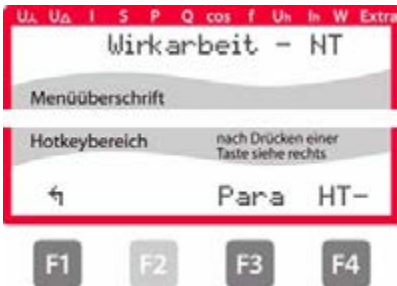 U⅄ U∆ I S P Q cos f Uh Ih W Extra
Wirkarbeit - NT
Menüüberschrift
Hotkeybereich nach Drücken einer
Taste siehe rechts
↰ Para HT-
F1 F2 F3 F4